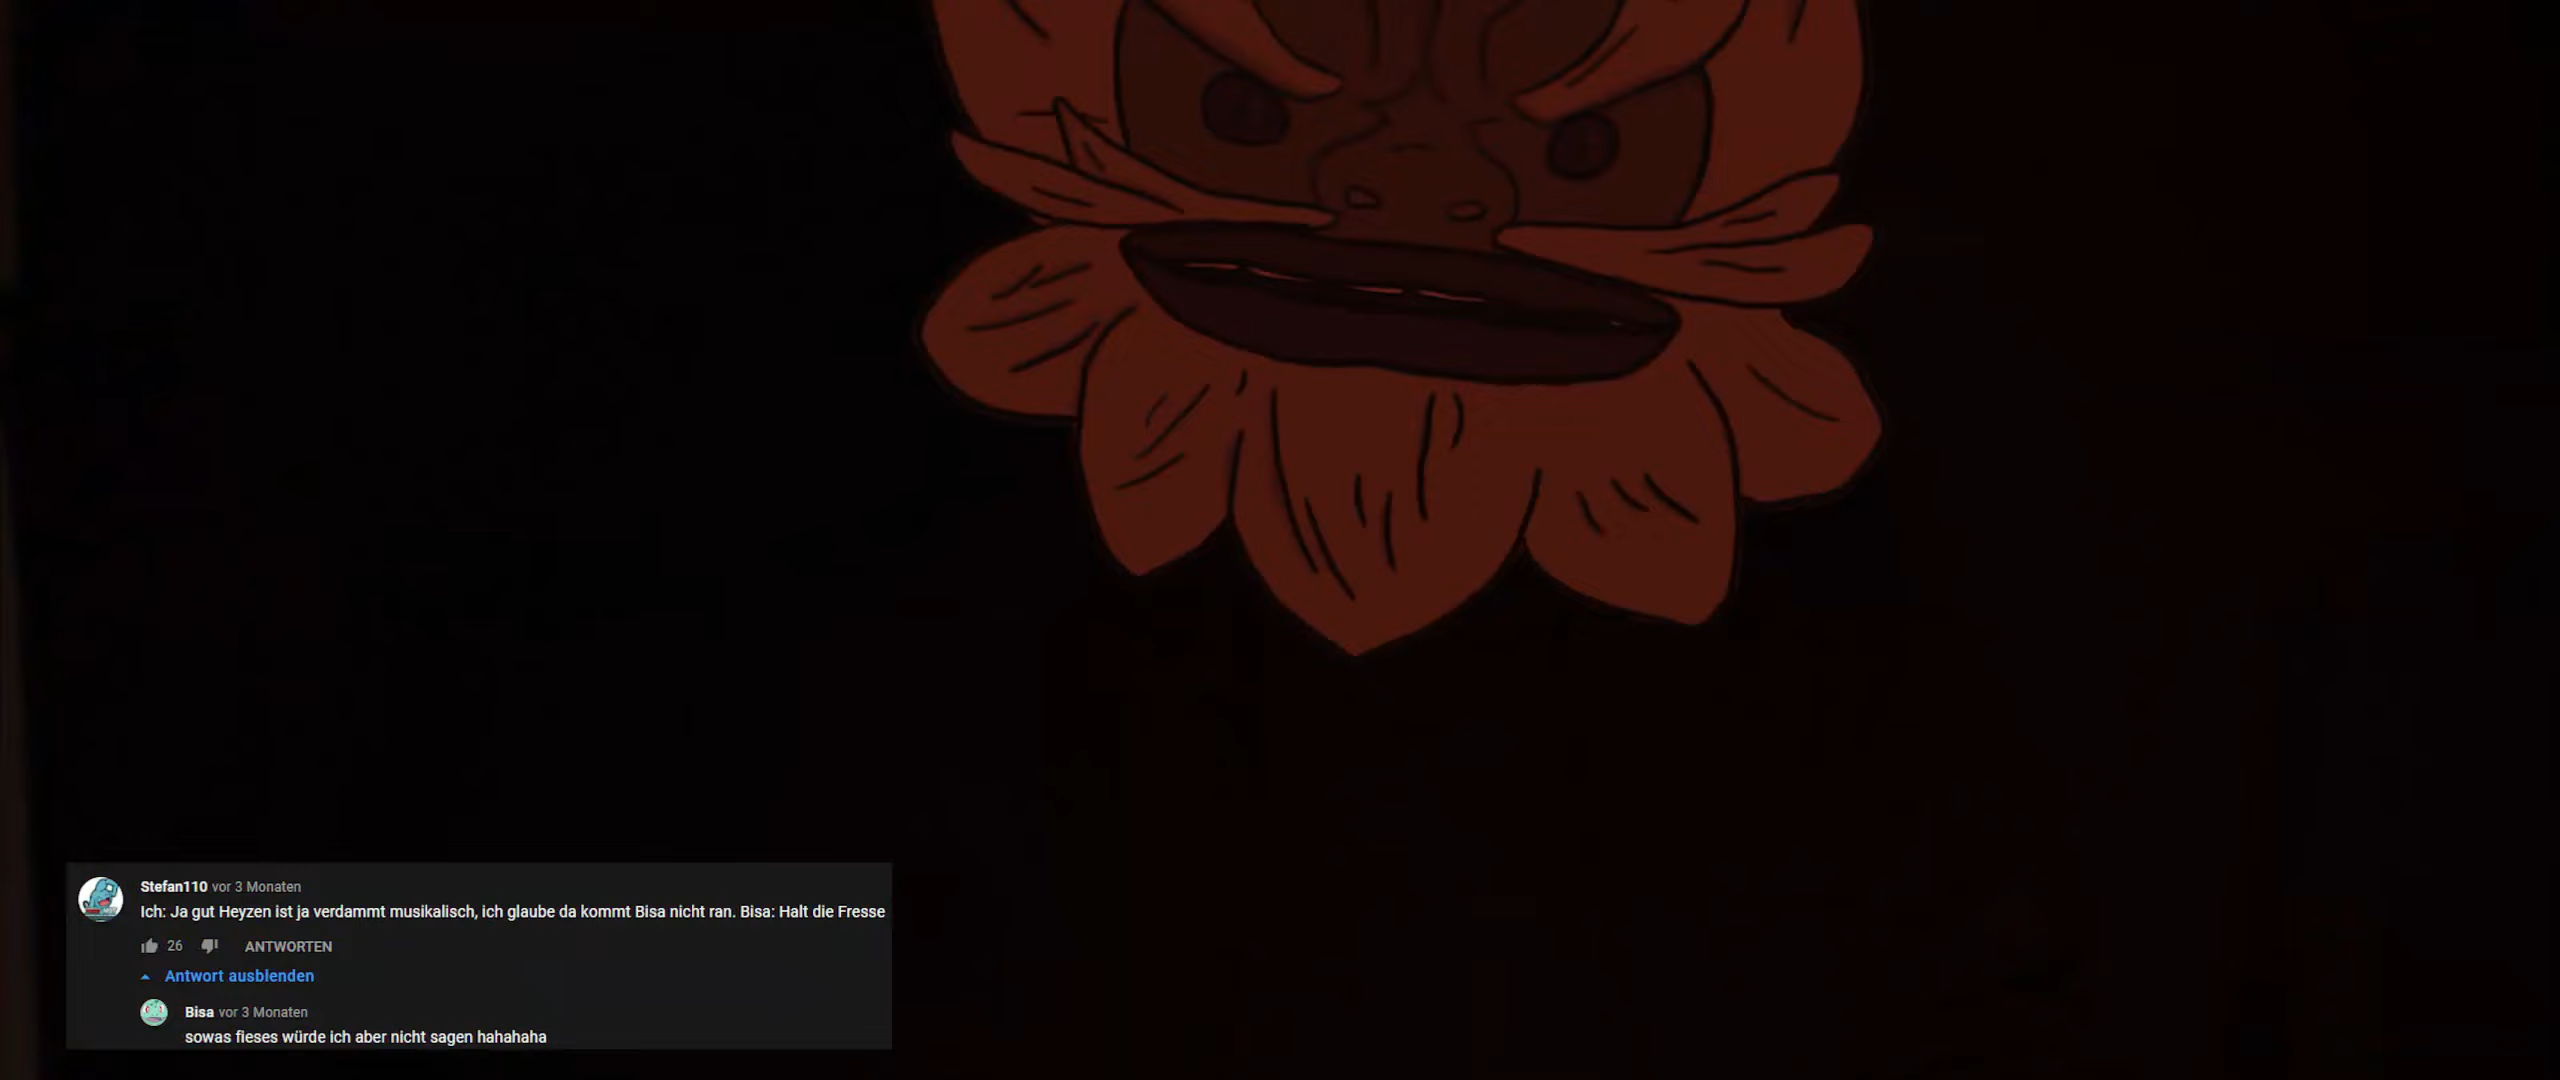 Stefan110 vor 3 Monaten
Ich: Ja gut Heyzen ist ja verdammt musikalisch, ich glaube da kommt Bisa nicht ran. Bisa: Halt die Fresse
26 ANTWORTEN
Antwort ausblenden
Bisa vor 3 Monaten
sowas fieses würde ich aber nicht sagen hahahaha